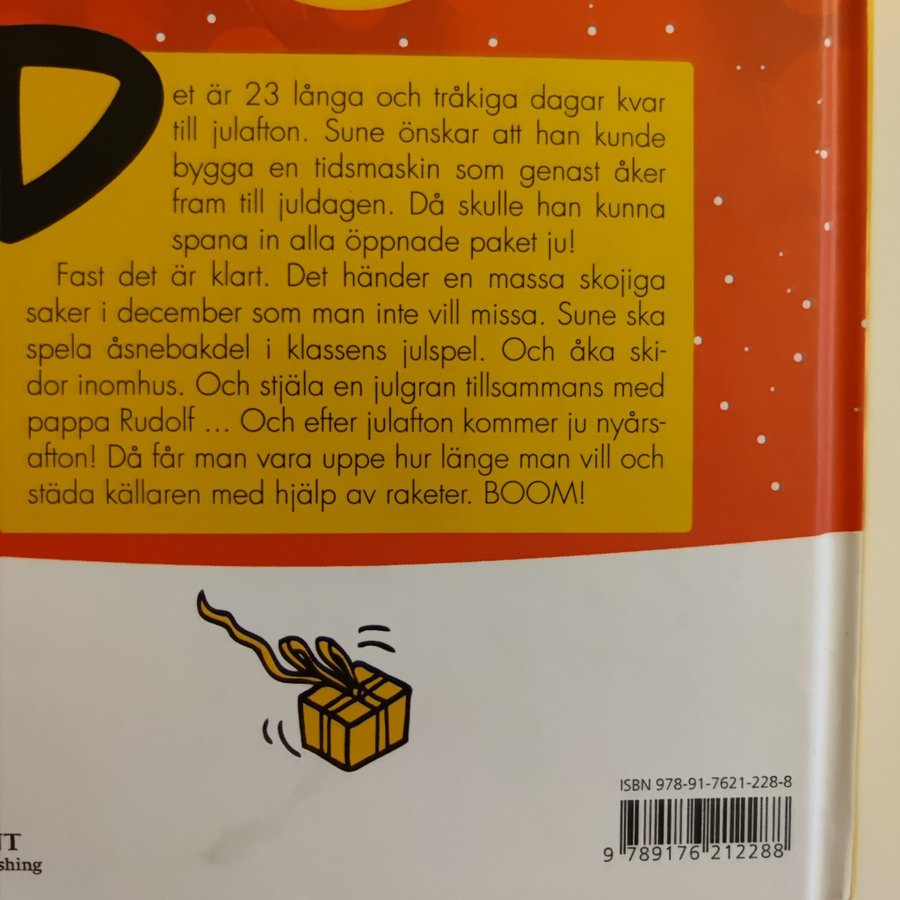 Det är 23 långa och tråkiga dagar kvar
till julafton. Sune önskar att han kunde
bygga en tidsmaskin som genast åker
fram till juldagen. Då skulle han kunna
spana in alla öppnade paket ju!
Fast det är klart. Det händer en massa skojiga
saker i december som man inte vill missa. Sune ska
spela åsnebakdel i klassens julspel. Och åka ski-
dor inomhus. Och stjäla en julgran tillsammans med
pappa Rudolf ... Och efter julafton kommer ju nyårs-
afton! Då får man vara uppe hur länge man vill och
städa källaren med hjälp av raketer. BOOM!
ISBN 978-91-7621-228-8
9 789176 212288